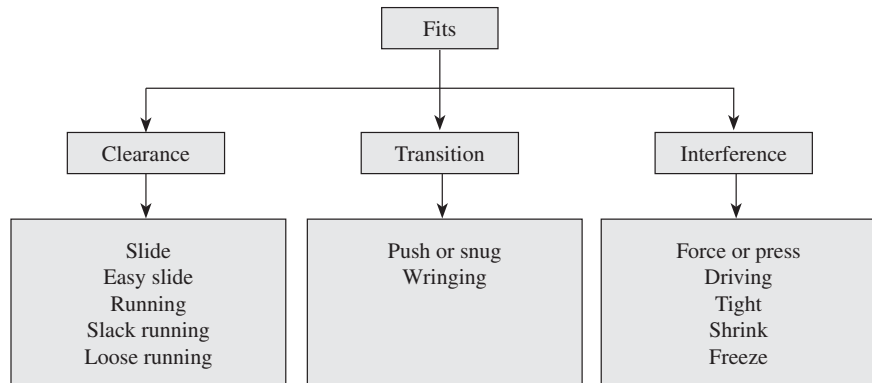 Fits
Clearance
Transition
Interference
Slide
Easy slide
Running
Slack running
Loose running
Push or snug
Wringing
Force or press
Driving
Tight
Shrink
Freeze